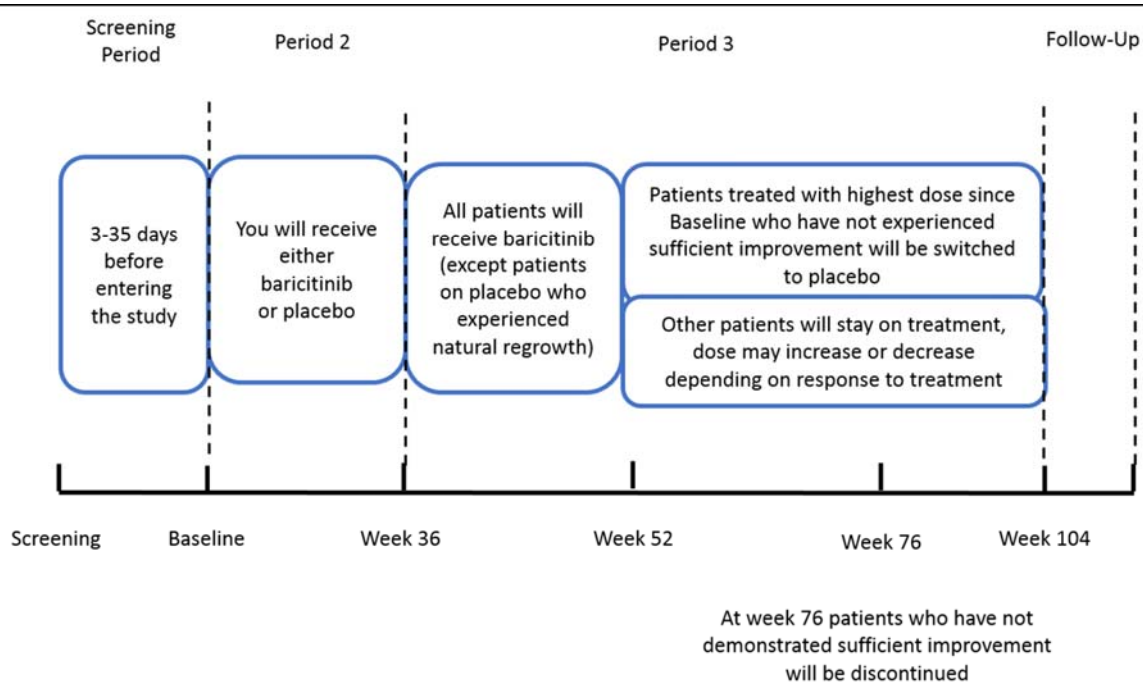 Screening
Period
Period 2
Period 3
Follow-Up
3-35 days
before
entering
the study
You will receive
either
baricitinib
or placebo
All patients will
receive baricitinib
(except patients
on placebo who
experienced
natural regrowth)
Patients treated with highest dose since
Baseline who have not experienced
sufficient improvement will be switched
to placebo
Other patients will stay on treatment,
dose may increase or decrease
depending on response to treatment
Screening
Baseline
Week 36
Week 52
Week 76
Week 104
At week 76 patients who have not
demonstrated sufficient improvement
will be discontinued